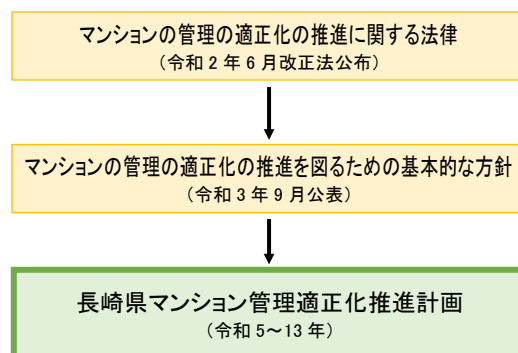 マンションの管理の適正化の推進に関する法律
（令和２年６月改正法公布）
マンションの管理の適正化の推進を図るための基本的な方針
（令和３年９月公表）
長崎県マンション管理適正化推進計画
（令和５～13 年）